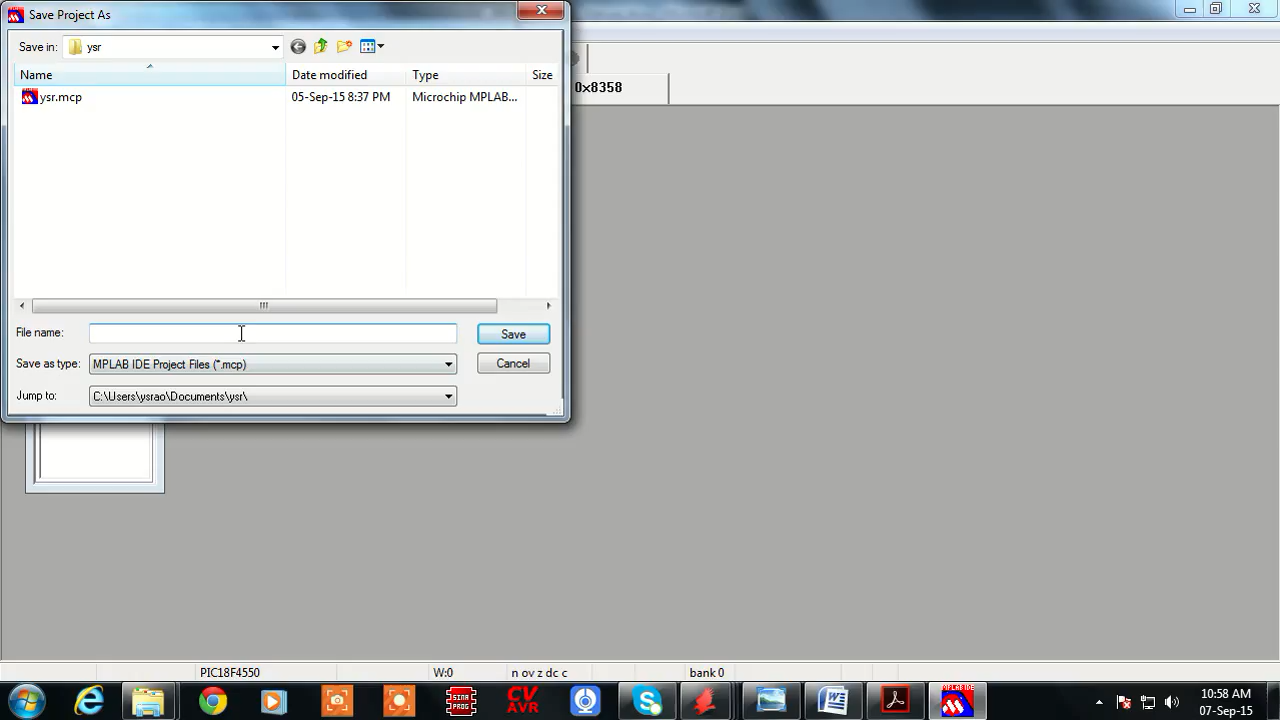 Save Project As
Save in: ysr
Name Date modified Type Size
ysr.mcp 05-Sep-15 8:37 PM Microchip MPLAB...
0x8358
File name: Save
Save as type: MPLAB IDE Project Files (*.mcp) Cancel
Jump to: C:\Users\ysrao\Documents\ysr\
PIC18F4550 W:0 n ov z dc c bank 0
SINA PROG
CV AVR
MPLAB IDE
10:58 AM
07-Sep-15